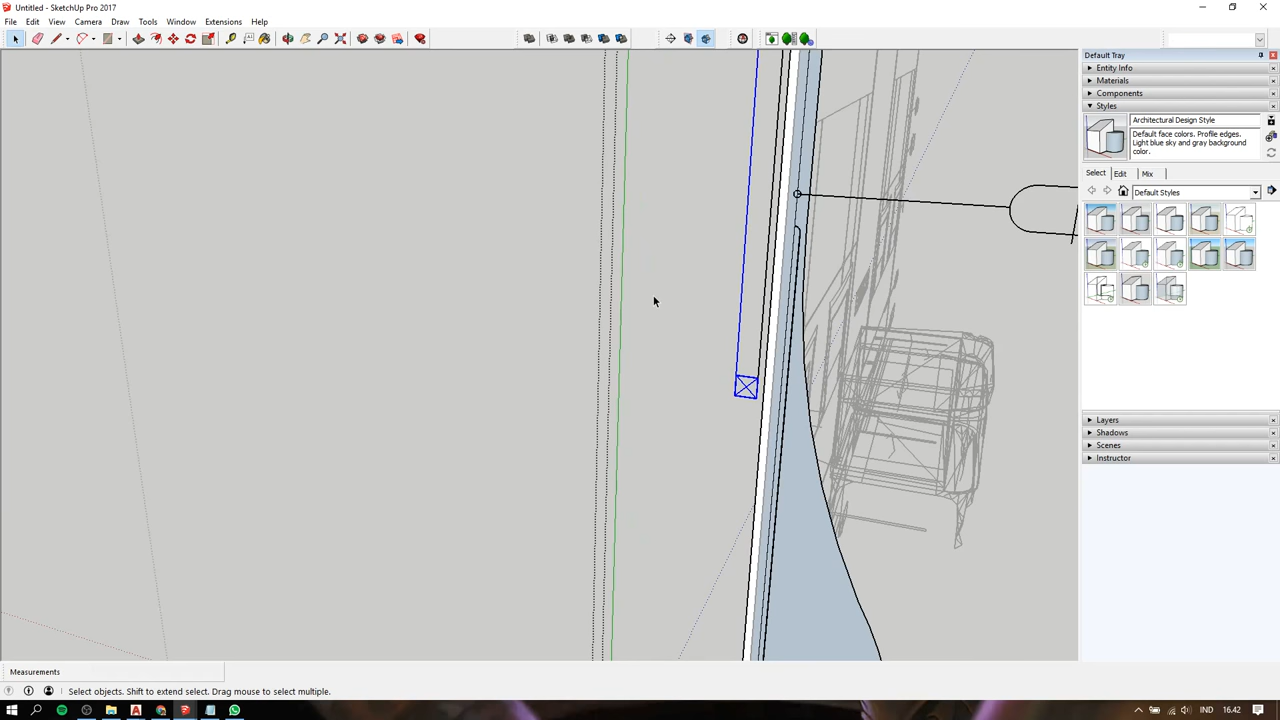 Untitled - SketchUp Pro 2017
File Edit View Camera Draw Tools Window Extensions Help
Default Tray
Entity Info
Materials
Components
Styles
Architectural Design Style
Default face colors. Profile edges.
Light blue sky and gray background
color.
Select Edit Mix
Default Styles
Layers
Shadows
Scenes
Instructor
Measurements
Select objects. Shift to extend select. Drag mouse to select multiple.
IND 16.42